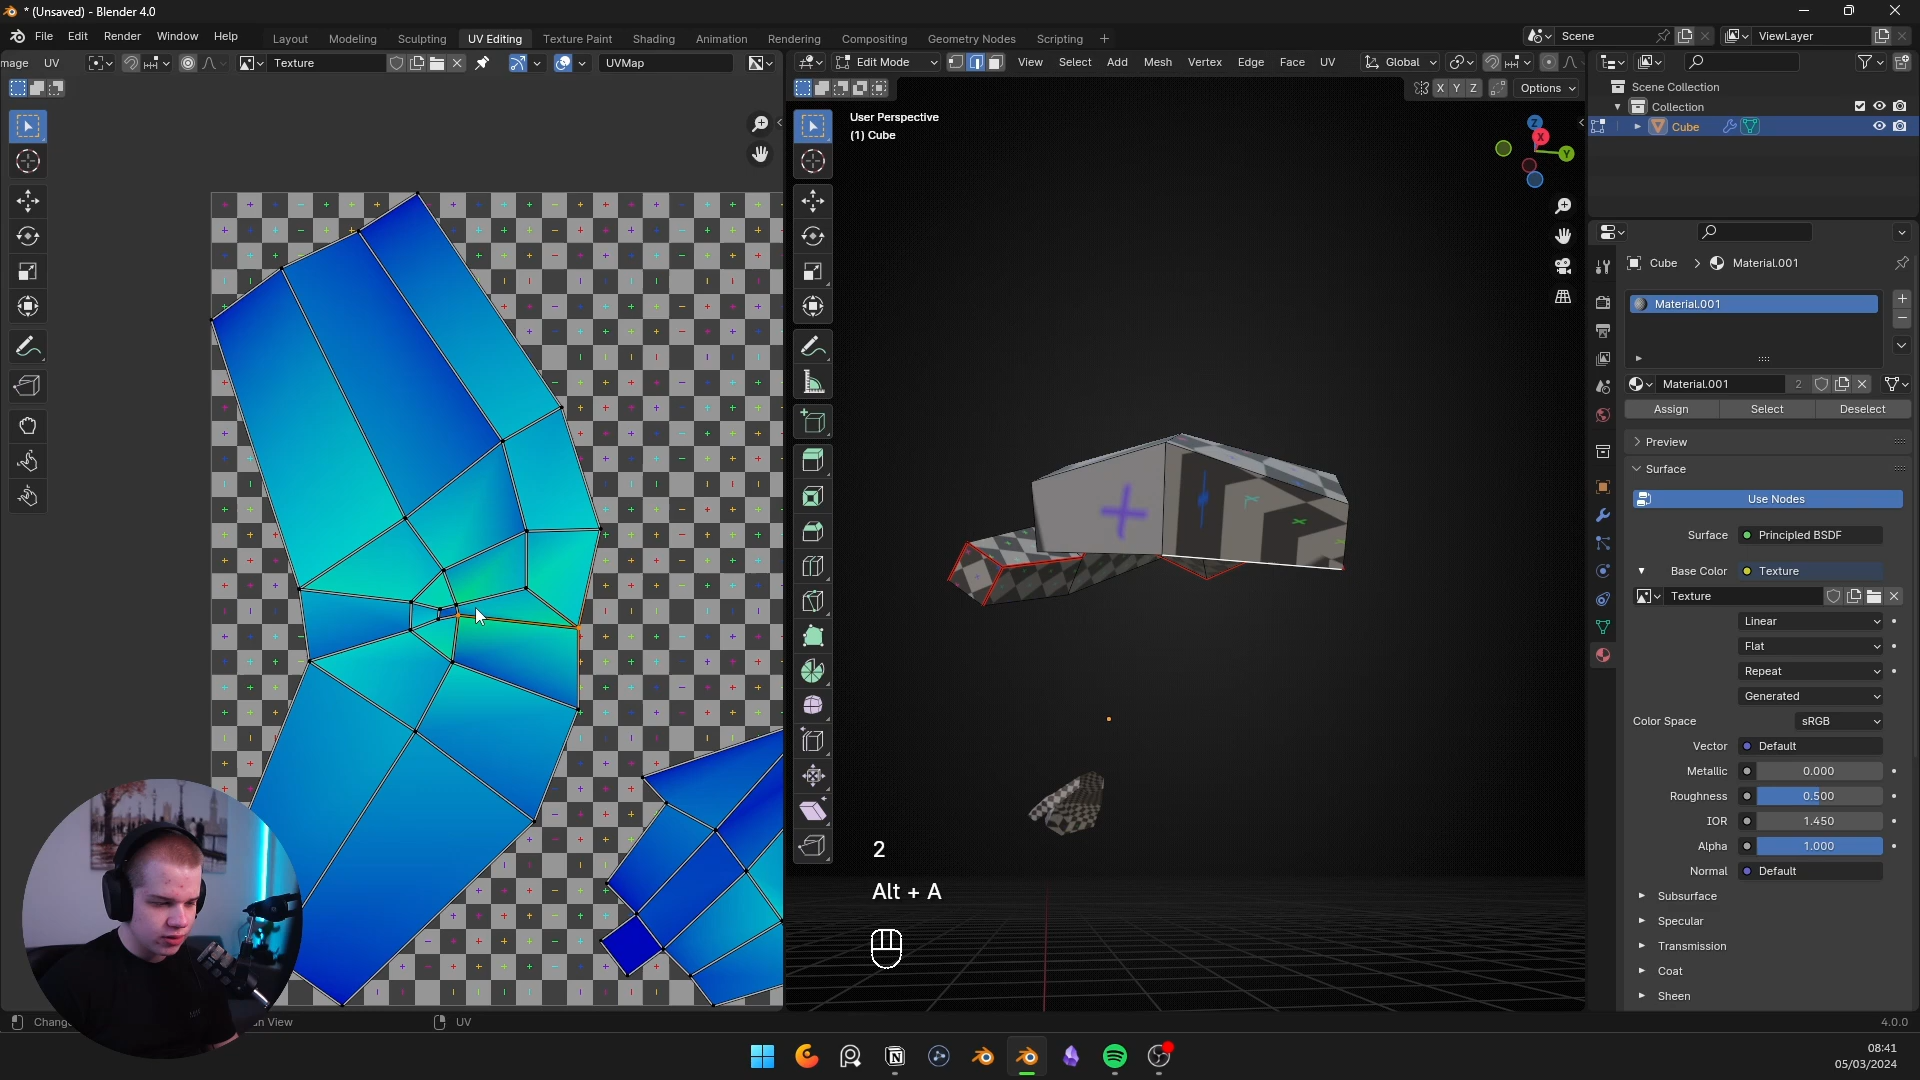 * (Unsaved) - Blender 4.0
File Edit Render Window Help
Layout Modeling Sculpting UV Editing Texture Paint Shading Animation Rendering Compositing Geometry Nodes Scripting +
Scene
ViewLayer
mage UV
Texture
UVMap
Edit Mode
View Select Add Mesh Vertex Edge Face UV
Global
X Y Z
Options
User Perspective
(1) Cube
Z
X
Y
Scene Collection
Collection
Cube
Cube > Material.001
Material.001
Material.001 2
Assign Select Deselect
Preview
Surface
Use Nodes
Surface Principled BSDF
Base Color Texture
Texture
Linear
Flat
Repeat
Generated
Color Space sRGB
Vector Default
Metallic 0.000
Roughness 0.500
IOR 1.450
Alpha 1.000
Normal Default
Subsurface
Specular
Transmission
Coat
Sheen
2
Alt + A
Chang
n View
UV
4.0.0
08:41
05/03/2024